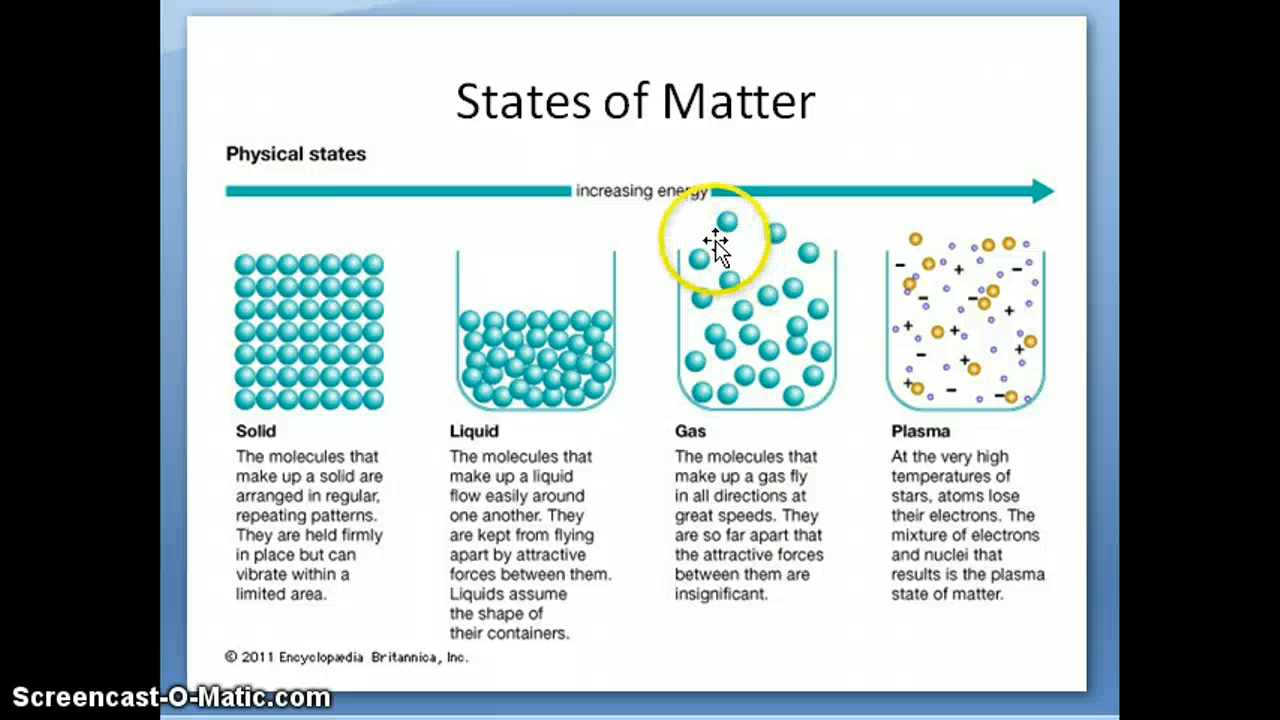 States of Matter
Physical states
increasing energy
Solid
The molecules that
make up a solid are
arranged in regular,
repeating patterns.
They are held firmly
in place but can
vibrate within a
limited area.
Liquid
The molecules that
make up a liquid
flow easily around
one another. They
are kept from flying
apart by attractive
forces between them.
Liquids assume
the shape of
their containers.
Gas
The molecules that
make up a gas fly
in all directions at
great speeds. They
are so far apart that
the attractive forces
between them are
insignificant.
Plasma
At the very high
temperatures of
stars, atoms lose
their electrons. The
mixture of electrons
and nuclei that
results is the plasma
state of matter.
© 2011 Encyclopædia Britannica, Inc.
Screencast-O-Matic.com